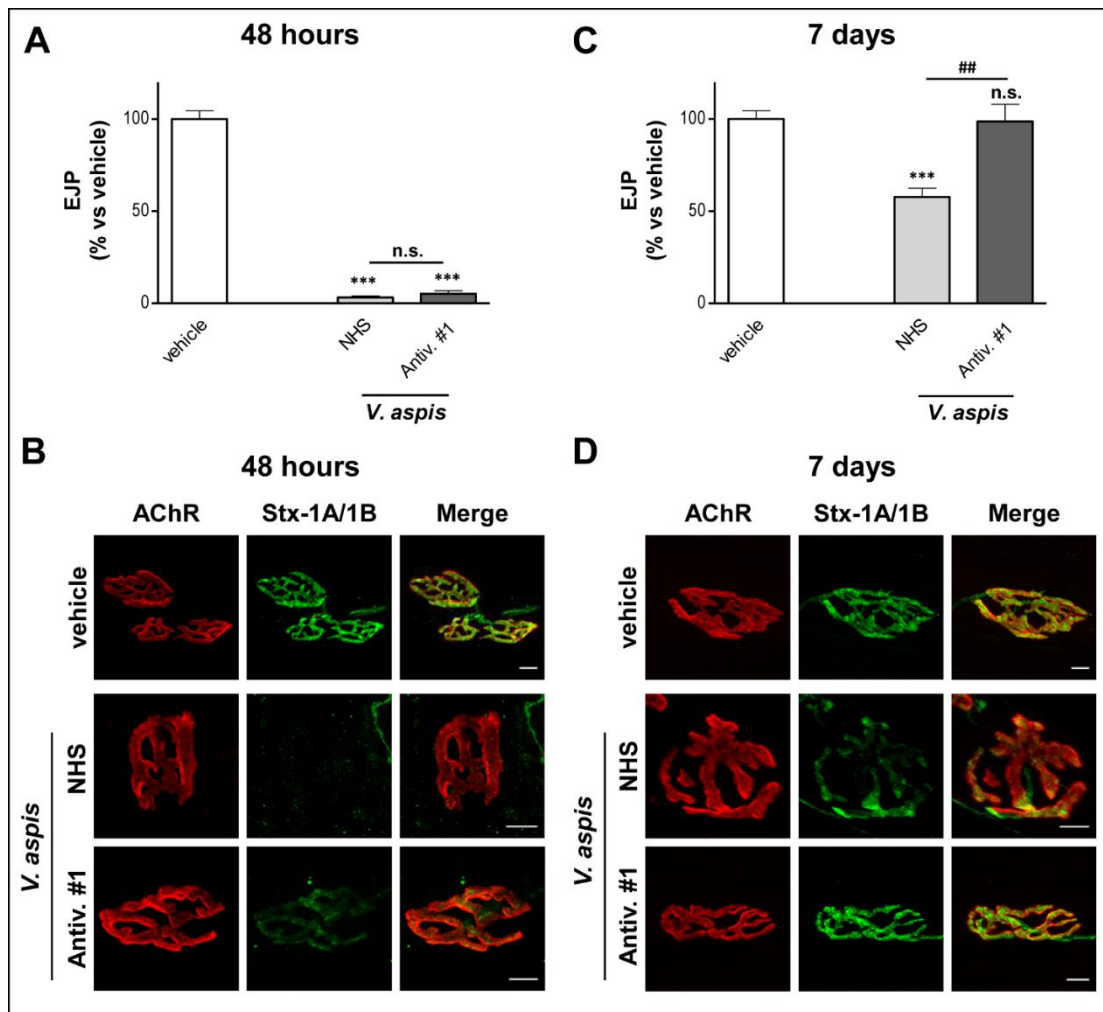 A
48 hours
EJP
(% vs vehicle)
100
50
0
n.s.
***
***
vehicle
NHS
Antiv. #1
V. aspis
C
7 days
EJP
(% vs vehicle)
100
50
0
##
n.s.
***
vehicle
NHS
Antiv. #1
V. aspis
B
48 hours
AChR Stx-1A/1B Merge
vehicle
NHS
Antiv. #1
V. aspis
D
7 days
AChR Stx-1A/1B Merge
vehicle
NHS
Antiv. #1
V. aspis